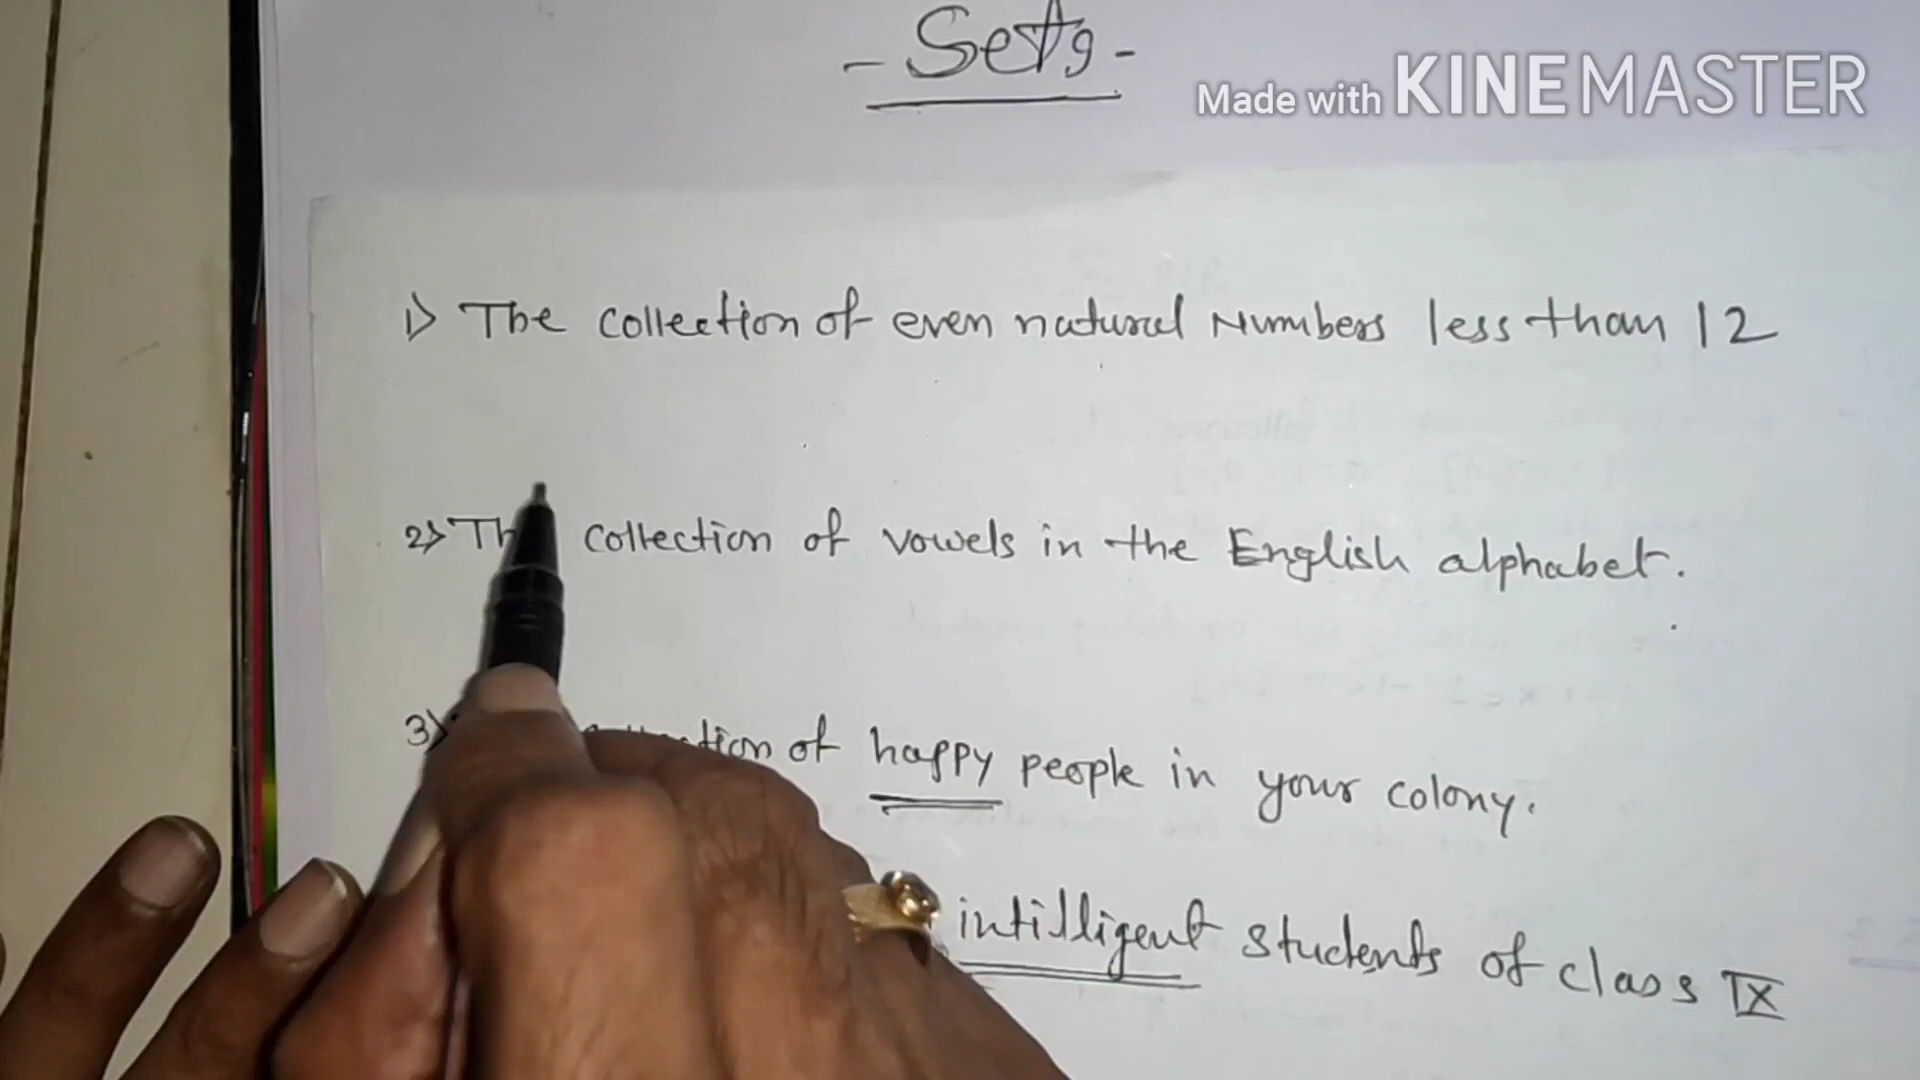 - Sets -
Made with KINEMASTER
1) The collection of even natural Numbers less than 12
2) The collection of vowels in the English alphabet.
3) of happy people in your colony.
intilligent students of class IX